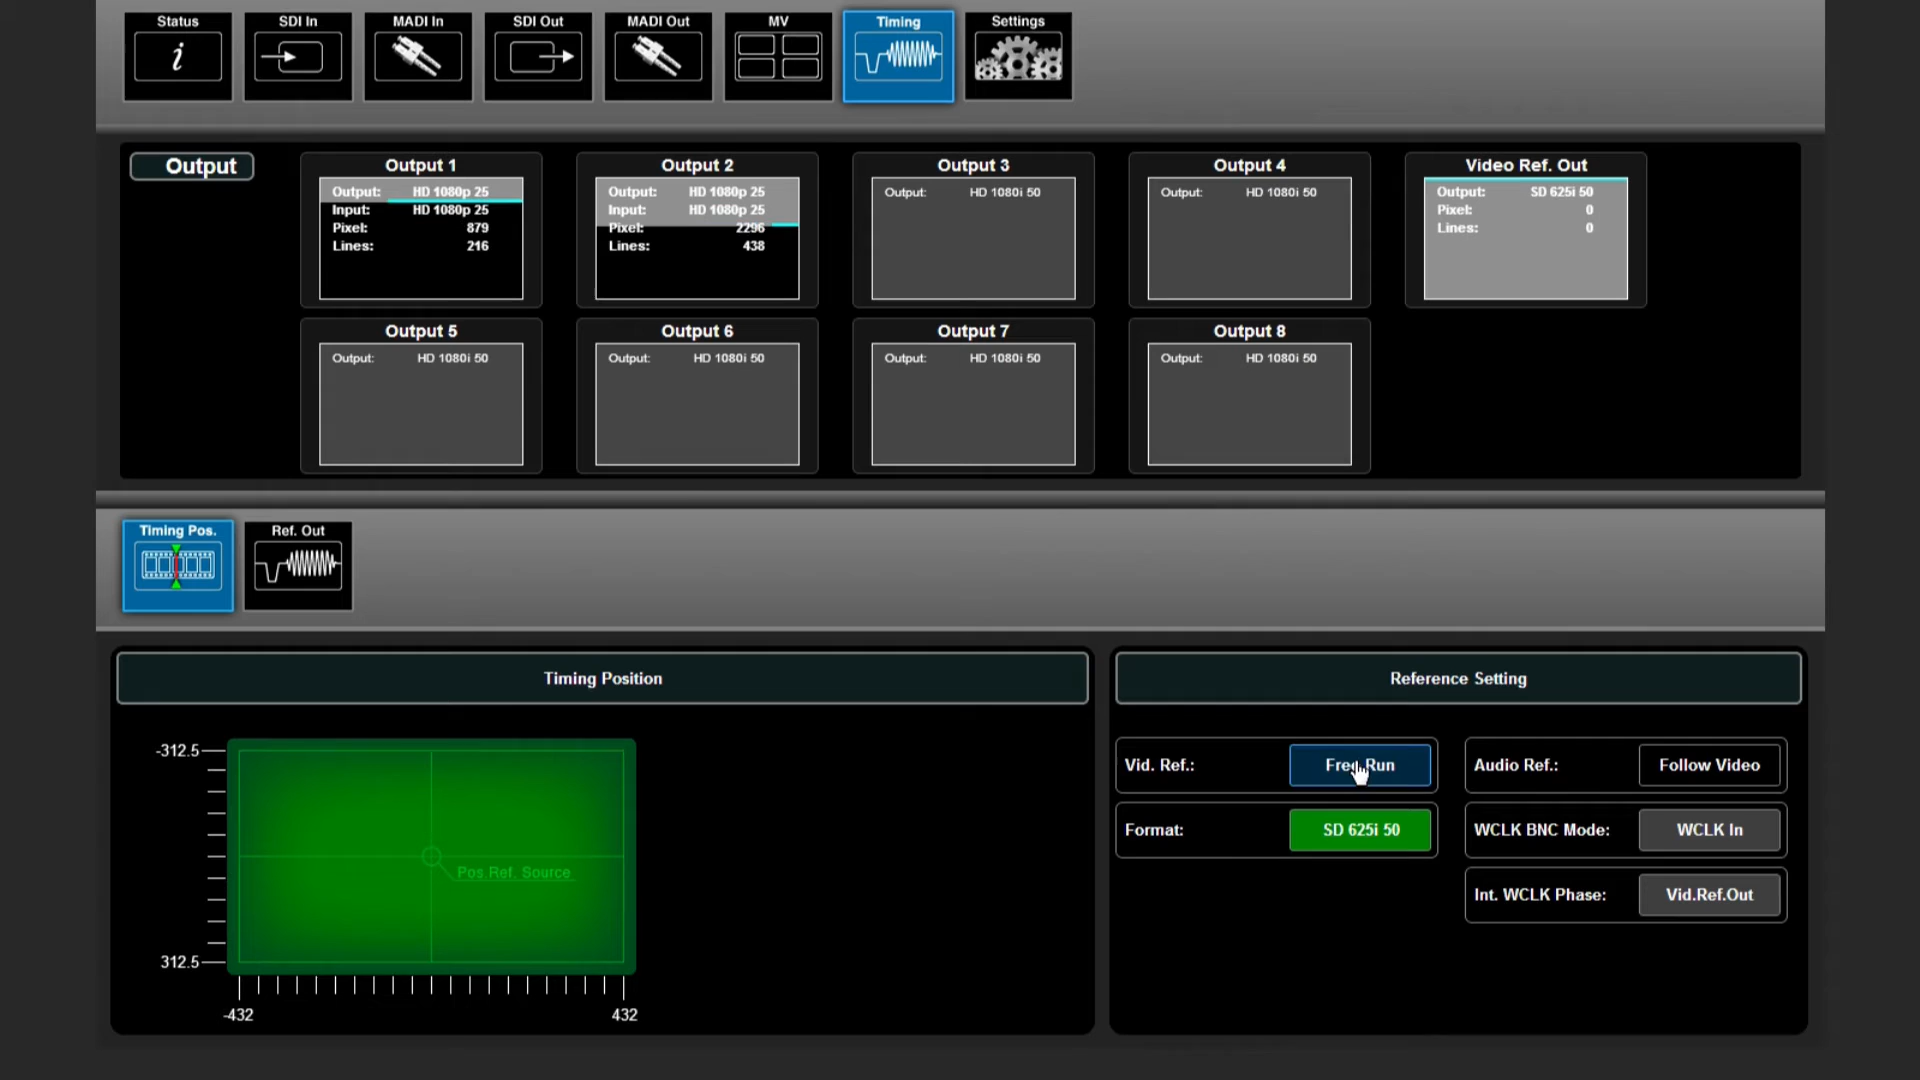 Status
SDI In
MADI In
SDI Out
MADI Out
MV
Timing
Settings
i
Output
Output 1
Output: HD 1080p 25
Input: HD 1080p 25
Pixel: 879
Lines: 216
Output 2
Output: HD 1080p 25
Input: HD 1080p 25
Pixel: 2296
Lines: 438
Output 3
Output: HD 1080i 50
Output 4
Output: HD 1080i 50
Video Ref. Out
Output: SD 625i 50
Pixel: 0
Lines: 0
Output 5
Output: HD 1080i 50
Output 6
Output: HD 1080i 50
Output 7
Output: HD 1080i 50
Output 8
Output: HD 1080i 50
Timing Pos.
Ref. Out
Timing Position
-312.5
312.5
-432
432
Pos.Ref. Source
Reference Setting
Vid. Ref.: Free Run
Format: SD 625i 50
Audio Ref.: Follow Video
WCLK BNC Mode: WCLK In
Int. WCLK Phase: Vid.Ref.Out